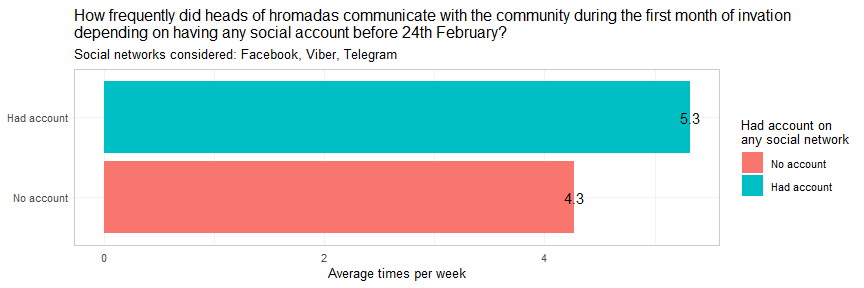 How frequently did heads of hromadas communicate with the community during the first month of invation
depending on having any social account before 24th February?
Social networks considered: Facebook, Viber, Telegram
Had account
5.3
No account
4.3
0
2
4
Average times per week
Had account on
any social network
No account
Had account